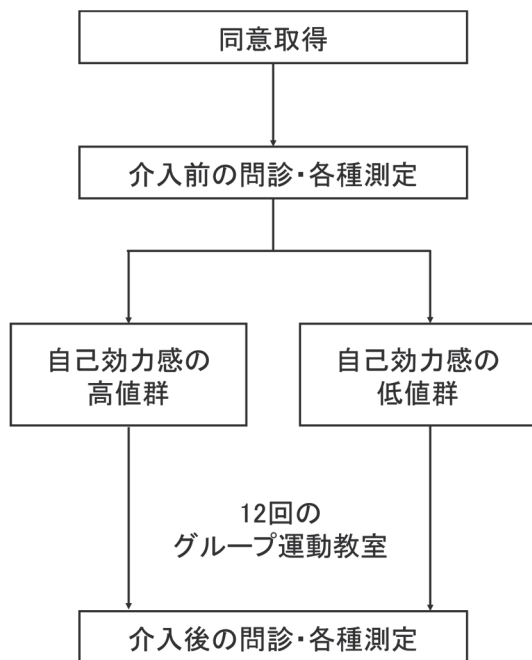 同意取得
介入前の問診・各種測定
自己効力感の
高値群
自己効力感の
低値群
12回の
グループ運動教室
介入後の問診・各種測定